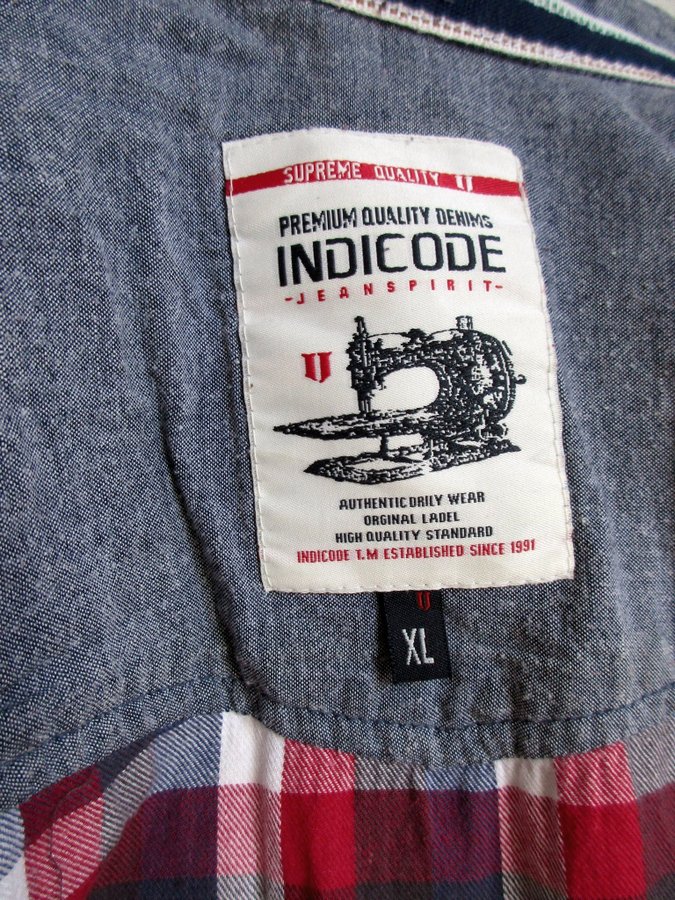 SUPREME QUALITY
PREMIUM QUALITY DENIMS
INDICODE
-JEANSPIRIT-
AUTHENTIC DRILY WEAR
ORGINAL LADEL
HIGH QUALITY STANDARD
INDICODE T.M ESTABLISHED SINCE 1991
XL